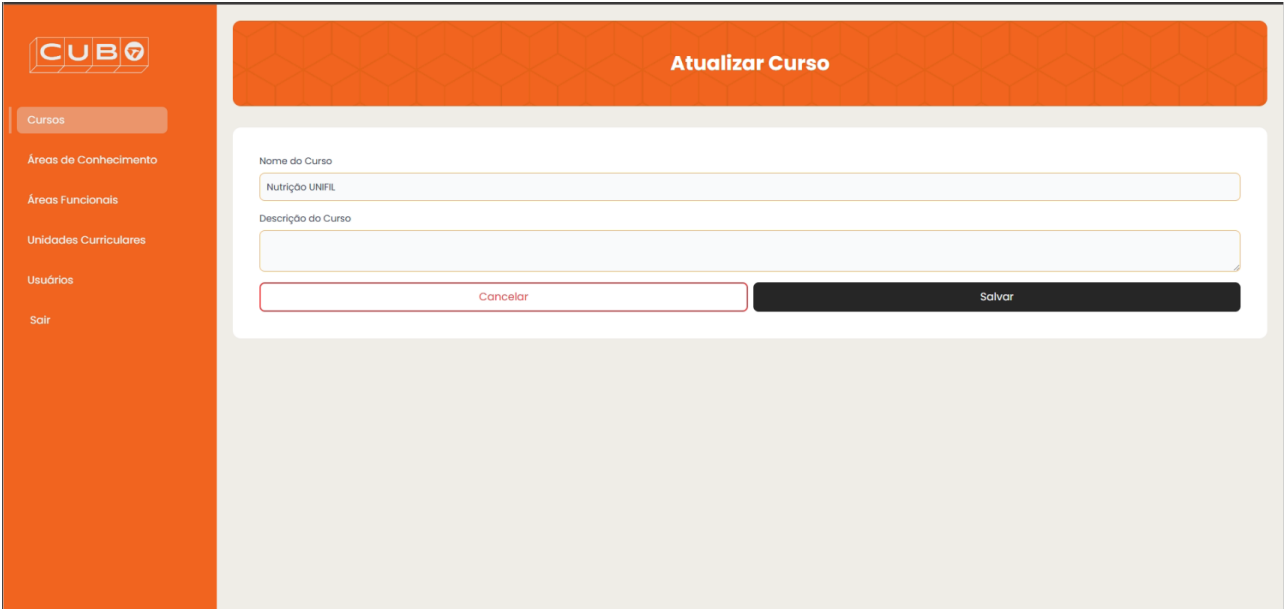 CUBO
Cursos
Áreas de Conhecimento
Áreas Funcionais
Unidades Curriculares
Usuários
Sair
Atualizar Curso
Nome do Curso
Nutrição UNIFIL
Descrição do Curso
Cancelar
Salvar